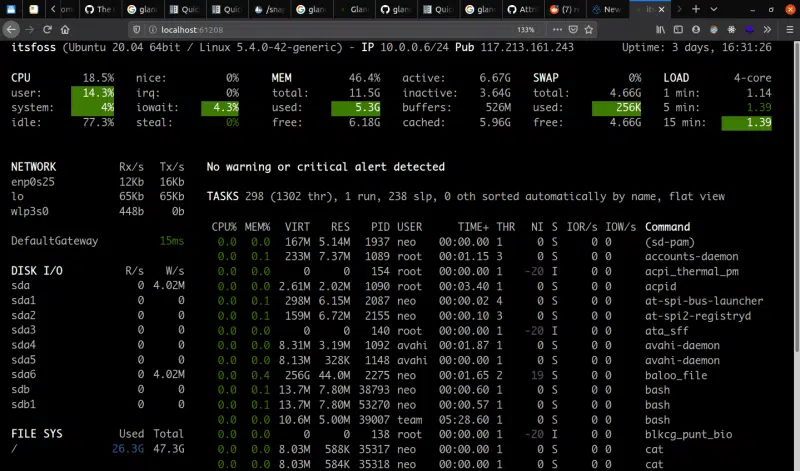 glan Quic Quic /snap glan Glan glan Quic glan Attri (7) r New its
localhost:61208 133%
itsfoss (Ubuntu 20.04 64bit / Linux 5.4.0-42-generic) - IP 10.0.0.6/24 Pub 117.213.161.243 Uptime: 3 days, 16:31:26
CPU 18.5% nice: 0% MEM 46.4% active: 6.67G SWAP 0% LOAD 4-core
user: 14.3% irq: 0% total: 11.5G inactive: 3.64G total: 4.66G 1 min: 1.14
system: 4% iowait: 4.3% used: 5.3G buffers: 526M used: 256K 5 min: 1.39
idle: 77.3% steal: 0% free: 6.18G cached: 5.96G free: 4.66G 15 min: 1.39
NETWORK Rx/s Tx/s No warning or critical alert detected
enp0s25 12Kb 16Kb
lo 65Kb 65Kb TASKS 298 (1302 thr), 1 run, 238 slp, 0 oth sorted automatically by name, flat view
wlp3s0 448b 0b
CPU% MEM% VIRT RES PID USER TIME+ THR NI S IOR/s IOW/s Command
DefaultGateway 15ms 0.0 0.0 167M 5.14M 1937 neo 00:00.00 1 0 S 0 0 (sd-pam)
0.0 0.1 233M 7.37M 1089 root 00:01.15 3 0 S 0 0 accounts-daemon
DISK I/O R/s W/s 0.0 0.0 0 0 154 root 00:00.00 1 -20 I 0 0 acpi_thermal_pm
sda 0 4.02M 0.0 0.0 2.61M 2.02M 1090 root 00:03.40 1 0 S 0 0 acpid
sda1 0 0 0.0 0.1 298M 6.15M 2087 neo 00:00.02 4 0 S 0 0 at-spi-bus-launcher
sda2 0 0 0.0 0.1 159M 6.72M 2155 neo 00:00.10 3 0 S 0 0 at-spi2-registryd
sda3 0 0 0.0 0.0 0 0 140 root 00:00.00 1 -20 I 0 0 ata_sff
sda4 0 0 0.0 0.0 8.31M 3.19M 1092 avahi 00:01.87 1 0 S 0 0 avahi-daemon
sda5 0 0 0.0 0.0 8.13M 328K 1148 avahi 00:00.00 1 0 S 0 0 avahi-daemon
sda6 0 4.02M 0.0 0.4 256G 44.0M 2275 neo 00:01.65 2 19 S 0 0 baloo_file
sdb 0 0 0.0 0.1 13.7M 7.80M 38793 neo 00:00.60 1 0 S 0 0 bash
sdb1 0 0 0.0 0.1 13.7M 7.80M 53270 neo 00:00.57 1 0 S 0 0 bash
0.0 0.0 10.6M 5.00M 39007 team 05:28.60 1 0 S 0 0 bash
FILE SYS Used Total 0.0 0.0 0 0 138 root 00:00.00 1 -20 I 0 0 blkcg_punt_bio
/ 26.3G 47.3G 0.0 0.0 8.03M 588K 35317 neo 00:00.00 1 0 S 0 0 cat
0.0 0.0 8.03M 584K 35318 neo 00:00.00 1 0 S 0 0 cat